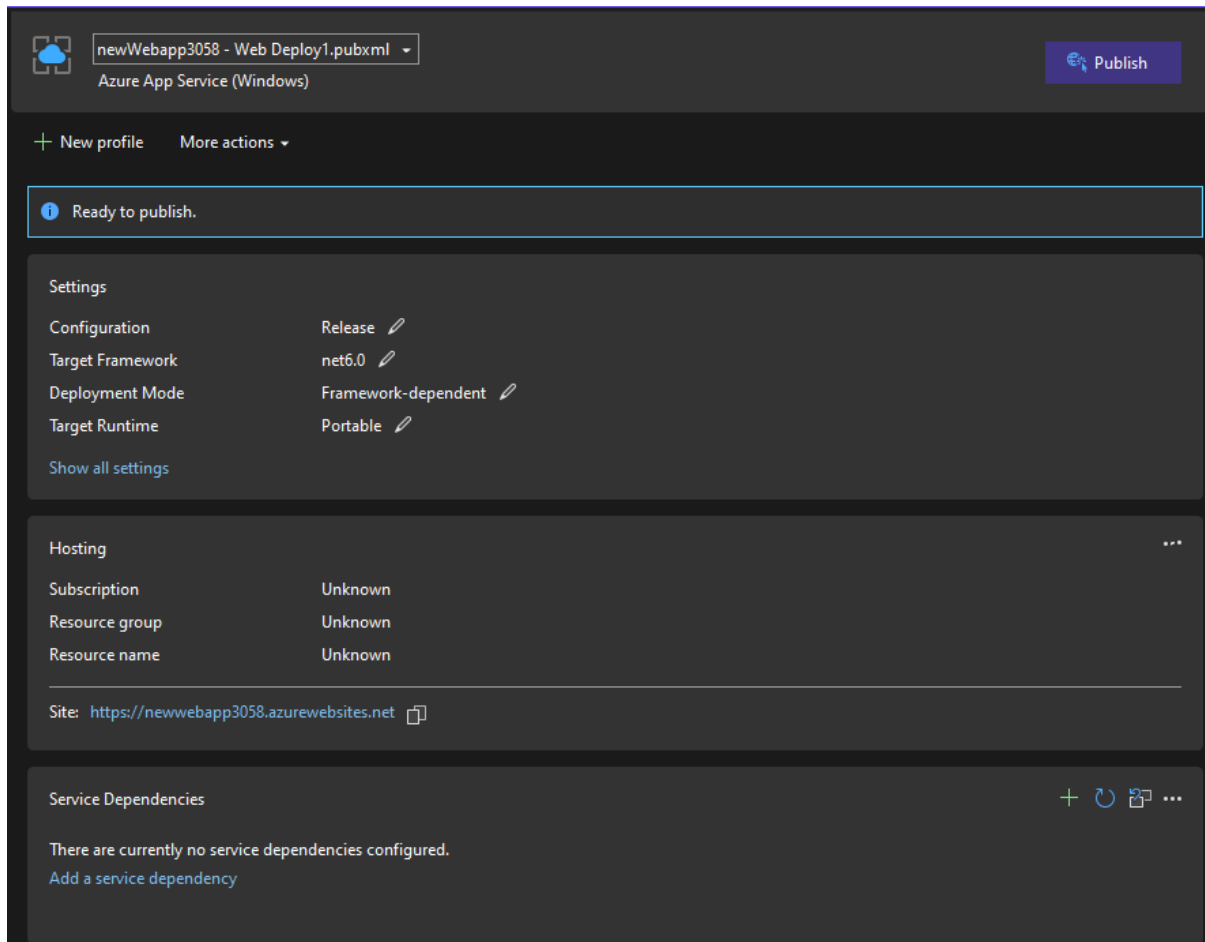 newWebapp3058 - Web Deploy1.pubxml
Azure App Service (Windows)
Publish
New profile More actions
Ready to publish.
Settings
Configuration Release
Target Framework net6.0
Deployment Mode Framework-dependent
Target Runtime Portable
Show all settings
Hosting
Subscription Unknown
Resource group Unknown
Resource name Unknown
Site: https://newwebapp3058.azurewebsites.net
Service Dependencies
There are currently no service dependencies configured.
Add a service dependency